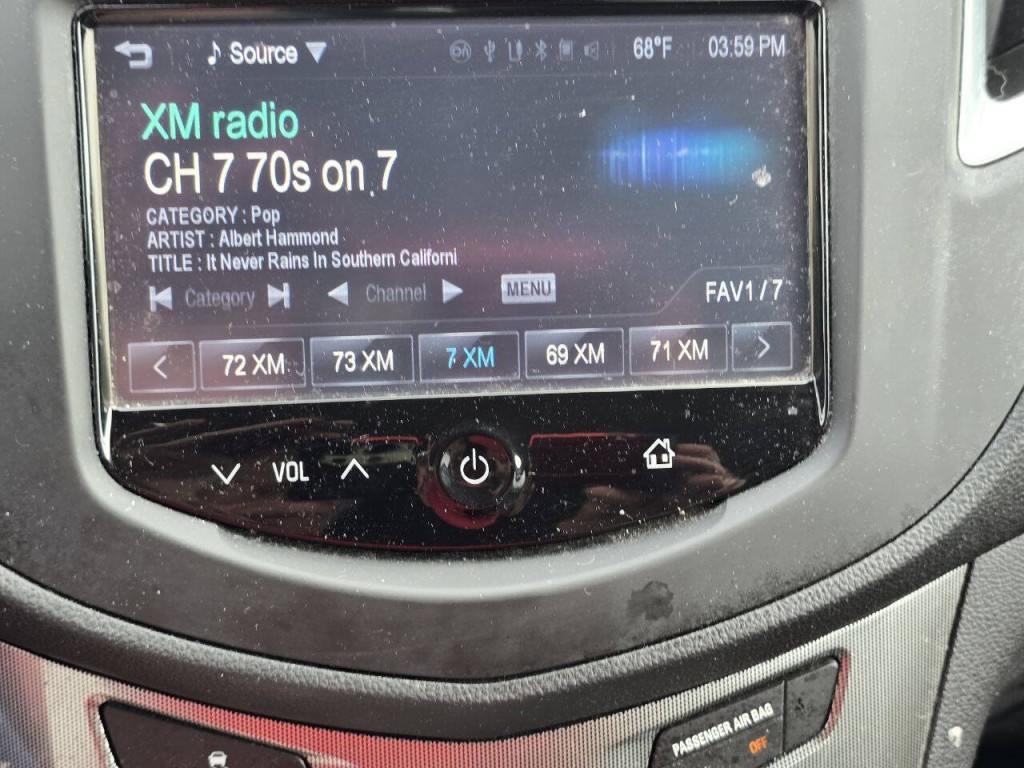 Source 68°F 03:59 PM
XM radio
CH 7 70s on 7
CATEGORY : Pop
ARTIST : Albert Hammond
TITLE : It Never Rains In Southern Californi
Category Channel MENU FAV1 / 7
< 72 XM 73 XM 7 XM 69 XM 71 XM >
VOL
PASSENGER AIR BAG
OFF